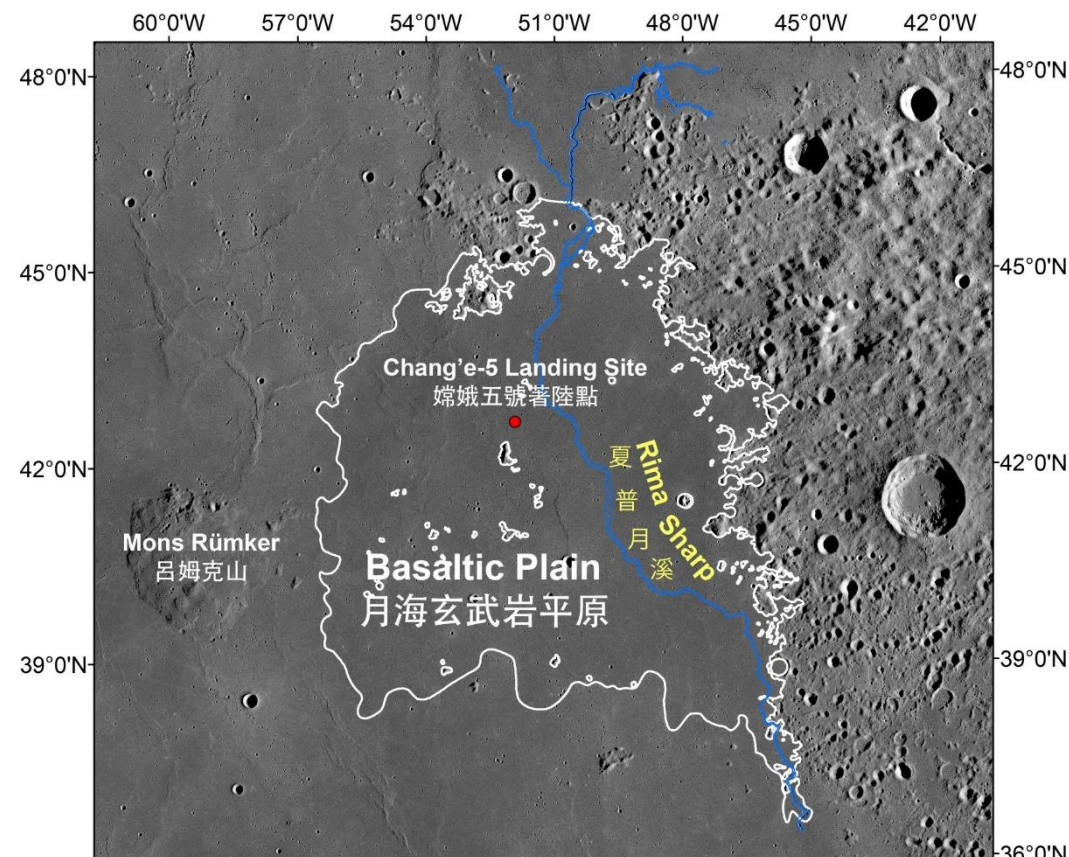 60°0'W 57°0'W 54°0'W 51°0'W 48°0'W 45°0'W 42°0'W
48°0'N 48°0'N
45°0'N 45°0'N
Chang'e-5 Landing Site
嫦娥五號著陸點
42°0'N 42°0'N
Rima Sharp
夏普月溪
Mons Rümker
呂姆克山
Basaltic Plain
月海玄武岩平原
39°0'N 39°0'N
36°0'N